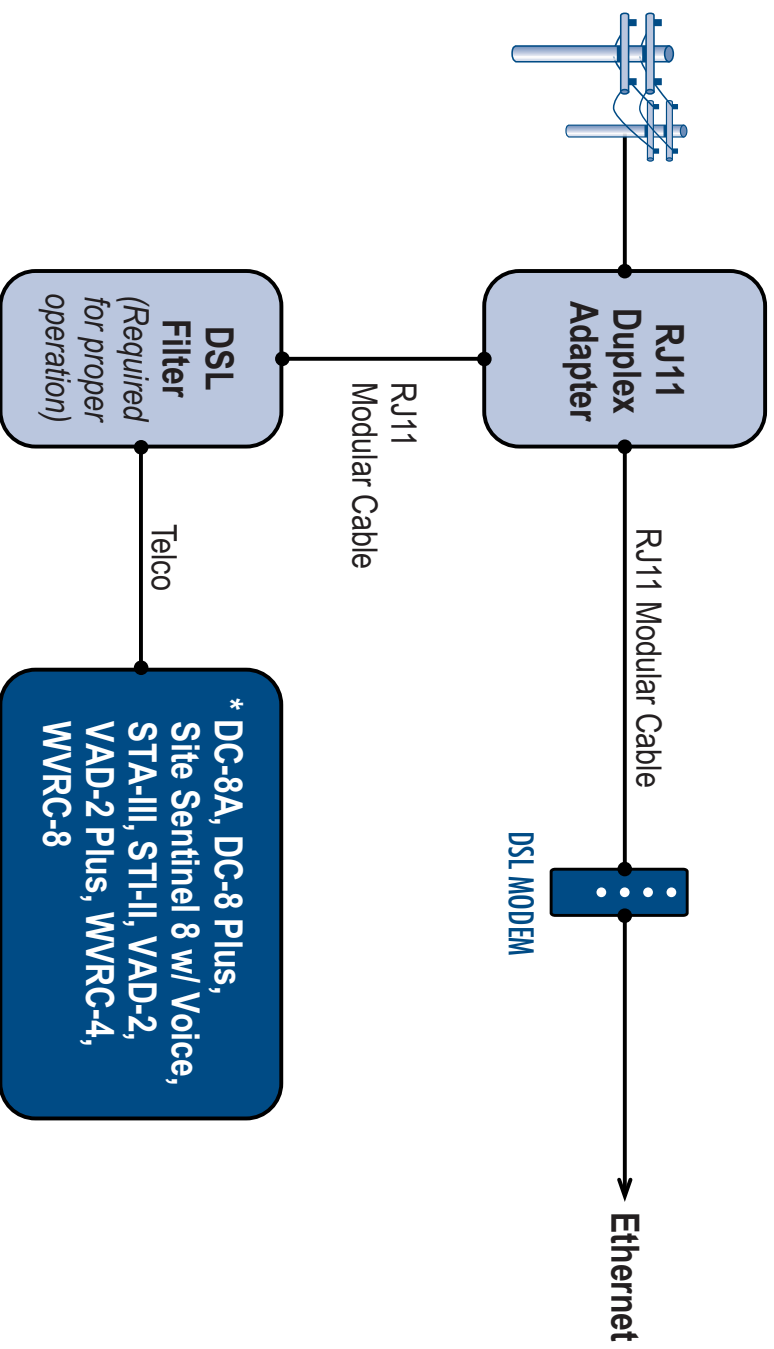 RJ11
Duplex
Adapter
RJ11 Modular Cable
DSL MODEM
Ethernet
RJ11
Modular Cable
DSL
Filter
(Required
for proper
operation)
Telco
* DC-8A, DC-8 Plus,
Site Sentinel 8 w/ Voice,
STA-III, STI-II, VAD-2,
VAD-2 Plus, WVRC-4,
WVRC-8